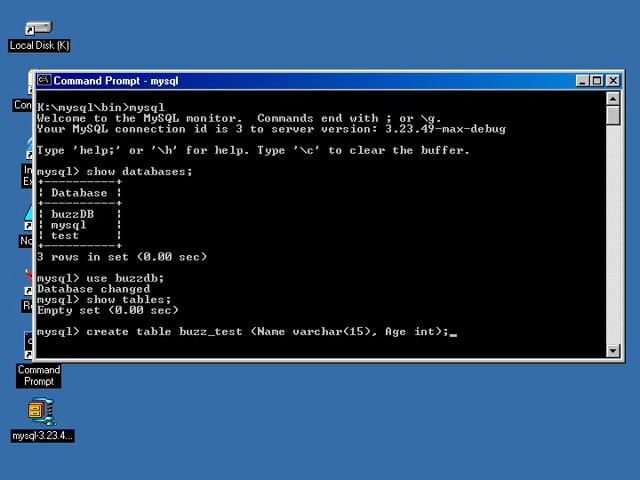 Local Disk (K)
Command Prompt - mysql
K:\mysql\bin>mysql
Welcome to the MySQL monitor.  Commands end with ; or \g.
Your MySQL connection id is 3 to server version: 3.23.49-max-debug
Type 'help;' or '\h' for help. Type '\c' to clear the buffer.
mysql> show databases;
+----------+
| Database |
+----------+
| buzzDB   |
| mysql    |
| test     |
+----------+
3 rows in set (0.00 sec)
mysql> use buzzdb;
Database changed
mysql> show tables;
Empty set (0.00 sec)
mysql> create table buzz_test (Name varchar(15), Age int);_
Command
Prompt
mysql-3.23.4...